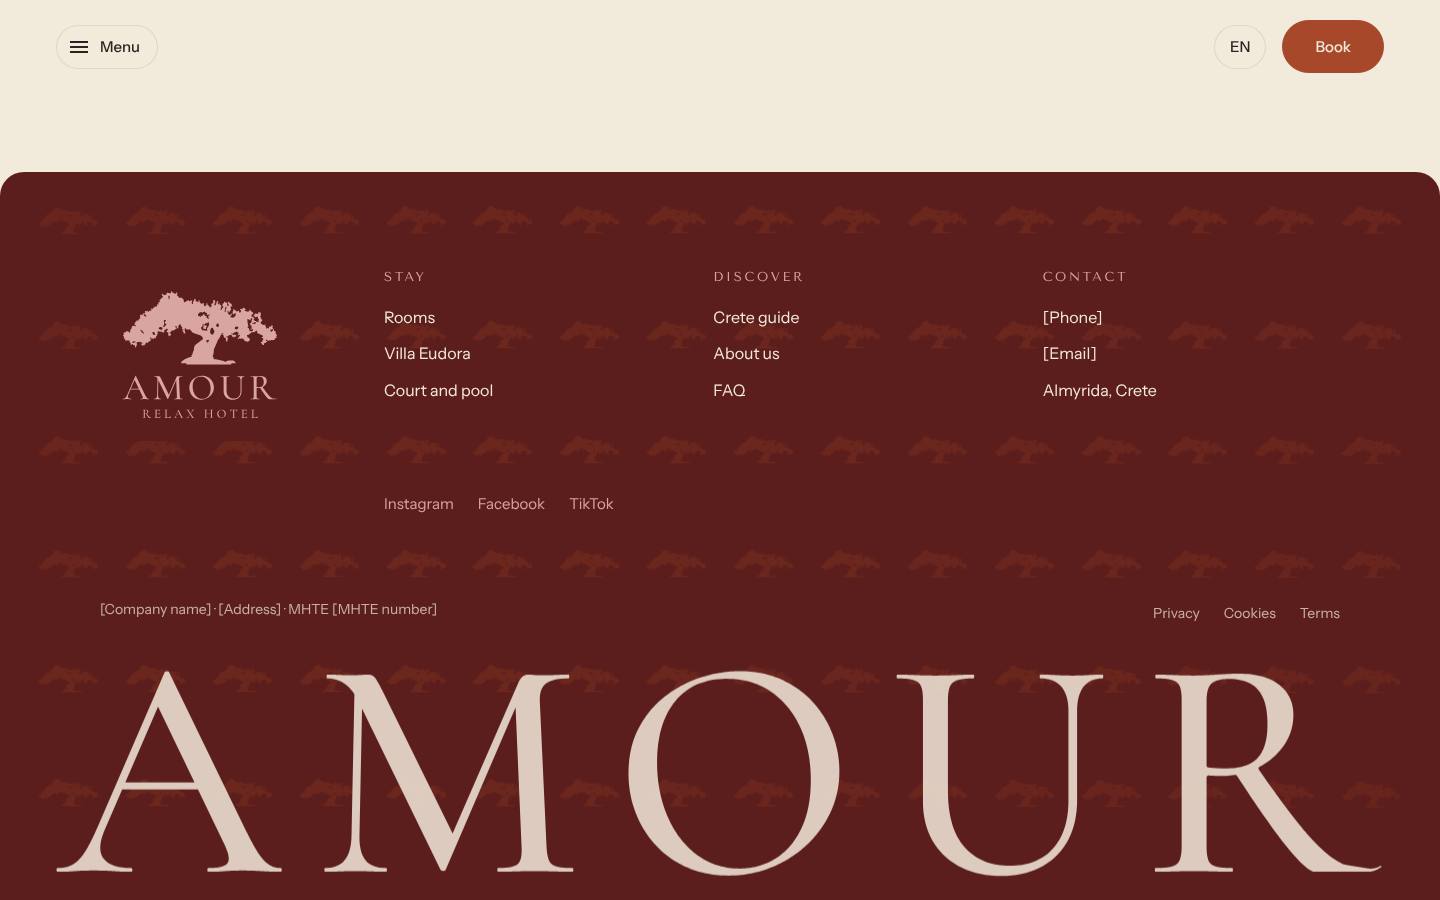 Menu
EN
Book
AMOUR
RELAX HOTEL
STAY
Rooms
Villa Eudora
Court and pool
DISCOVER
Crete guide
About us
FAQ
CONTACT
[Phone]
[Email]
Almyrida, Crete
Instagram Facebook TikTok
[Company name] · [Address] · MHTE [MHTE number]
Privacy Cookies Terms
AMOUR